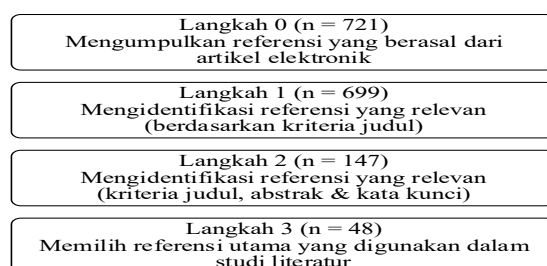 Langkah 0 (n = 721)
Mengumpulkan referensi yang berasal dari
artikel elektronik
Langkah 1 (n = 699)
Mengidentifikasi referensi yang relevan
(berdasarkan kriteria judul)
Langkah 2 (n = 147)
Mengidentifikasi referensi yang relevan
(kriteria judul, abstrak & kata kunci)
Langkah 3 (n = 48)
Memilih referensi utama yang digunakan dalam
studi literatur